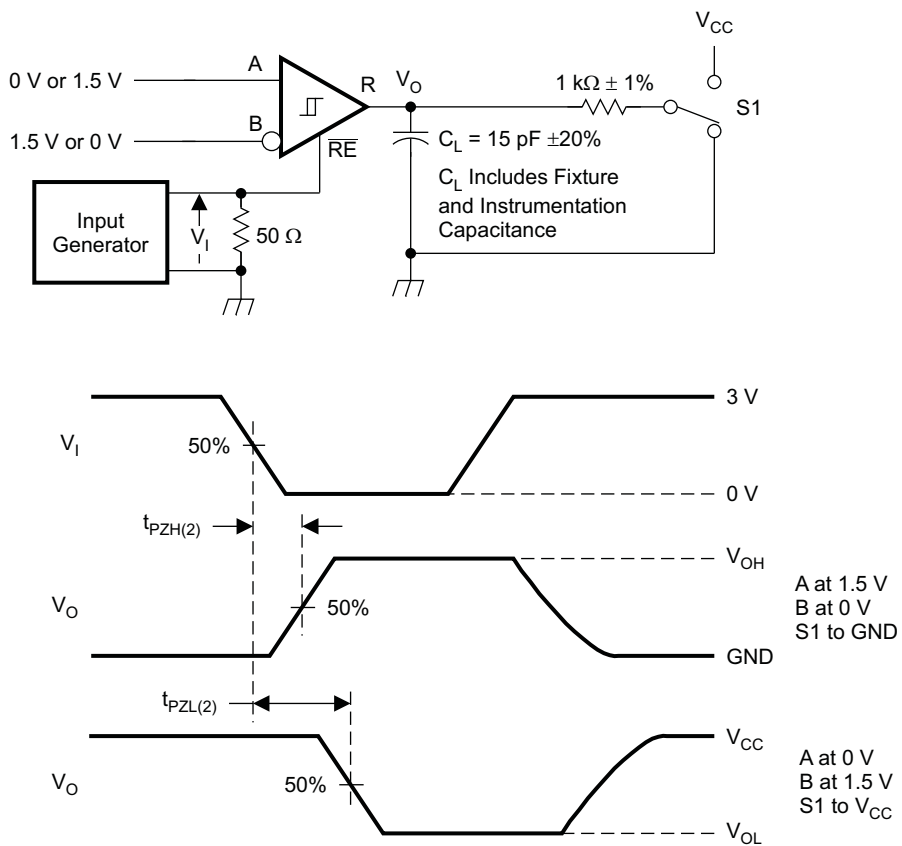 V_CC
0 V or 1.5 V
A
R
V_O
1 kΩ ± 1%
S1
1.5 V or 0 V
B
R̅E̅
C_L = 15 pF ±20%
C_L Includes Fixture
and Instrumentation
Capacitance
Input
Generator
V_I
50 Ω
3 V
V_I
50%
0 V
t_PZH(2)
V_OH
V_O
50%
GND
A at 1.5 V
B at 0 V
S1 to GND
t_PZL(2)
V_CC
V_O
50%
V_OL
A at 0 V
B at 1.5 V
S1 to V_CC